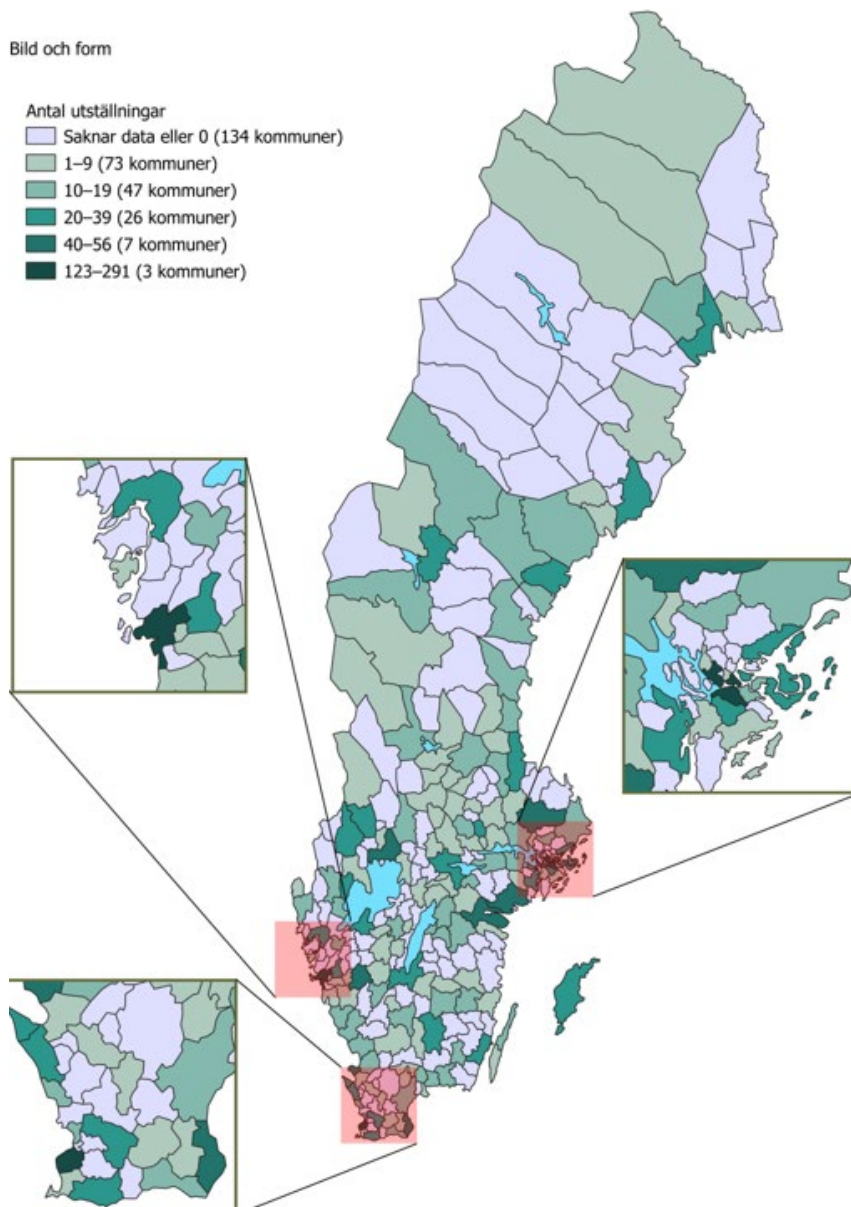 Bild och form
Antal utställningar
Saknar data eller 0 (134 kommuner)
1–9 (73 kommuner)
10–19 (47 kommuner)
20–39 (26 kommuner)
40–56 (7 kommuner)
123–291 (3 kommuner)